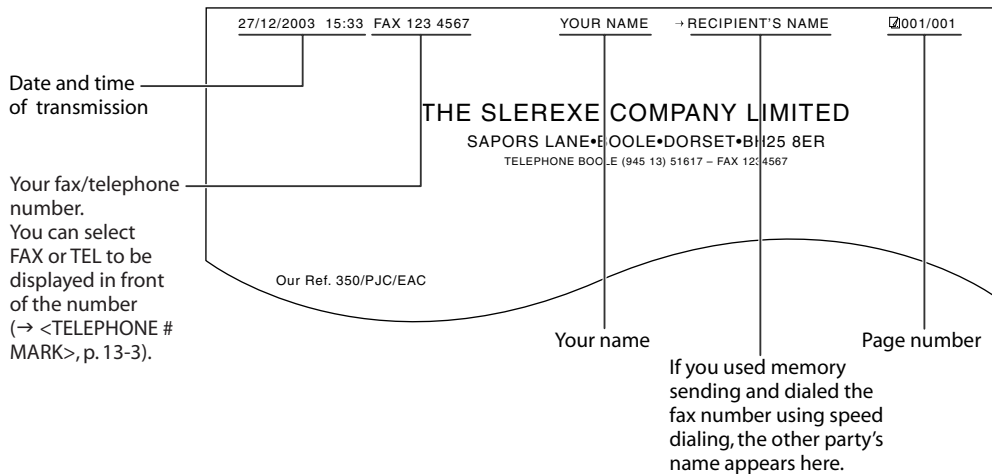 27/12/2003 15:33 FAX 123 4567 YOUR NAME →RECIPIENT'S NAME 001/001
Date and time
of transmission
THE SLEREXE COMPANY LIMITED
SAPORS LANE•BOOLE•DORSET•BH25 8ER
TELEPHONE BOOLE (945 13) 51617 – FAX 1234567
Your fax/telephone
number.
You can select
FAX or TEL to be
displayed in front
of the number
(→ <TELEPHONE #
MARK>, p. 13-3).
Our Ref. 350/PJC/EAC
Your name
Page number
If you used memory
sending and dialed the
fax number using speed
dialing, the other party's
name appears here.